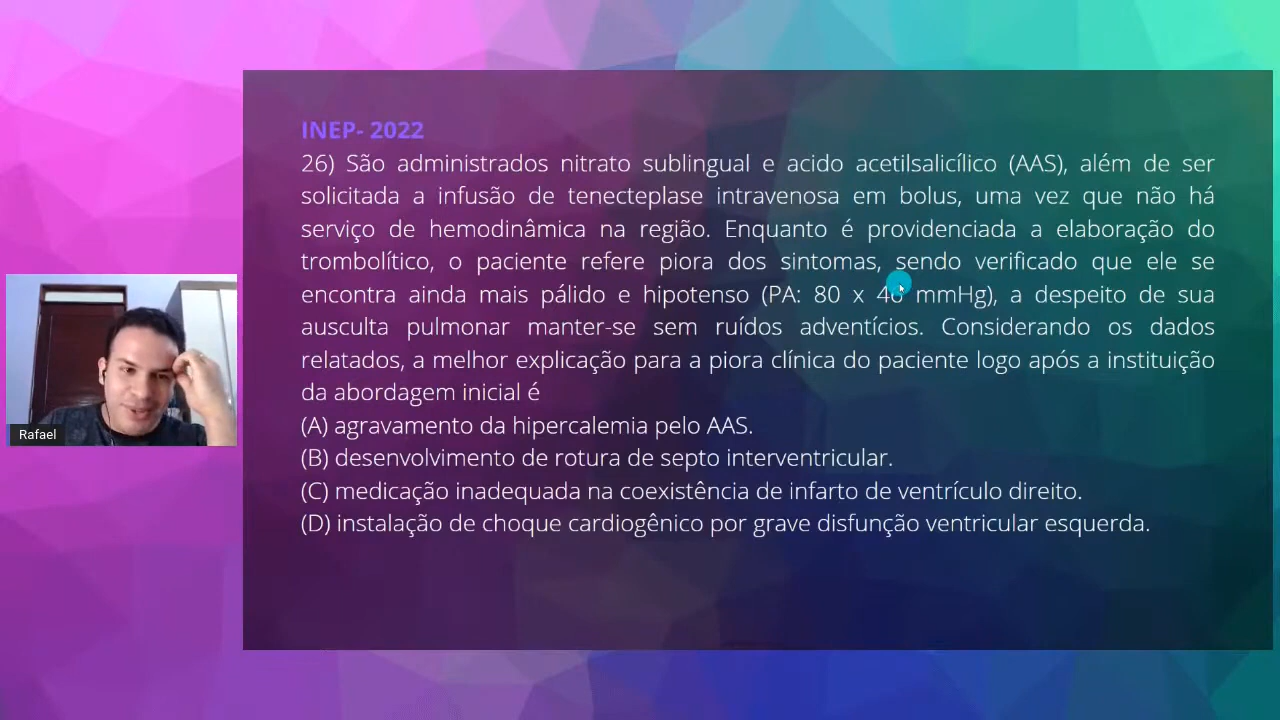 INEP- 2022
26) São administrados nitrato sublingual e acido acetilsalicílico (AAS), além de ser
solicitada a infusão de tenecteplase intravenosa em bolus, uma vez que não há
serviço de hemodinâmica na região. Enquanto é providenciada a elaboração do
trombolítico, o paciente refere piora dos sintomas, sendo verificado que ele se
encontra ainda mais pálido e hipotenso (PA: 80 x 40 mmHg), a despeito de sua
ausculta pulmonar manter-se sem ruídos adventícios. Considerando os dados
relatados, a melhor explicação para a piora clínica do paciente logo após a instituição
da abordagem inicial é
(A) agravamento da hipercalemia pelo AAS.
(B) desenvolvimento de rotura de septo interventricular.
(C) medicação inadequada na coexistência de infarto de ventrículo direito.
(D) instalação de choque cardiogênico por grave disfunção ventricular esquerda.
Rafael